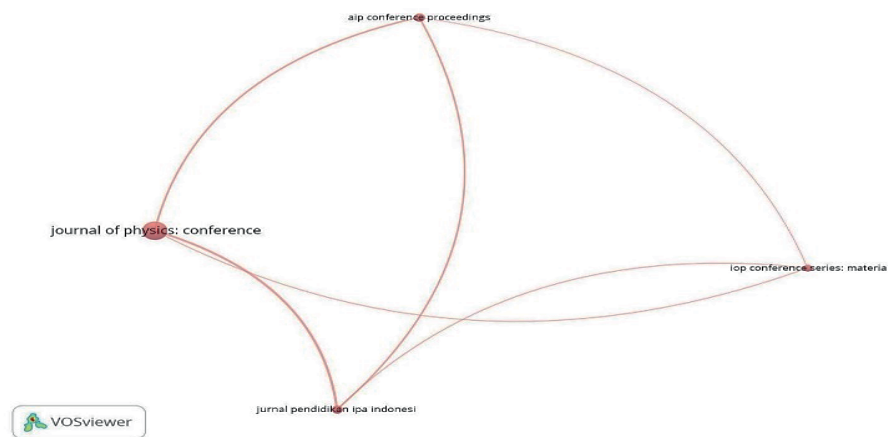 aip conference proceedings
journal of physics: conference
iop conference series: materia
jurnal pendidikan ipa indonesi
VOSviewer